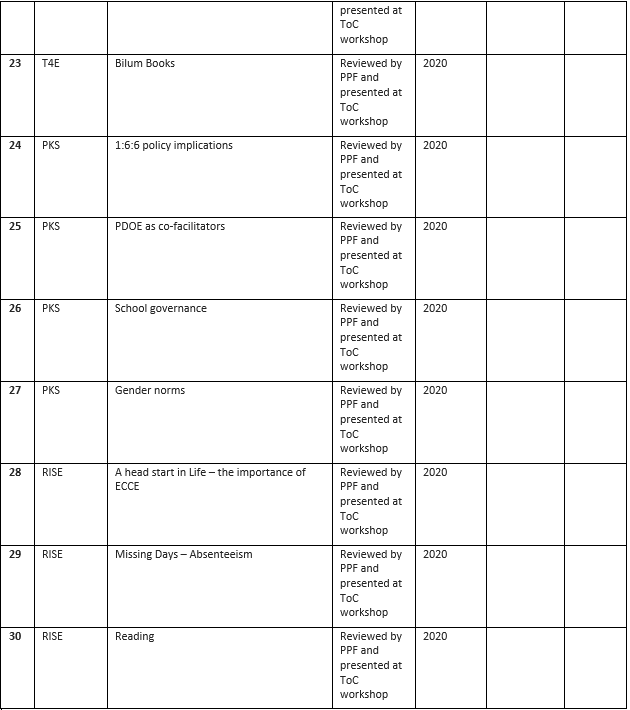 presented at
ToC
workshop
23 T4E Bilum Books Reviewed by 2020
PPF and
presented at
ToC
workshop
24 PKS 1:6:6 policy implications Reviewed by 2020
PPF and
presented at
ToC
workshop
25 PKS PDOE as co-facilitators Reviewed by 2020
PPF and
presented at
ToC
workshop
26 PKS School governance Reviewed by 2020
PPF and
presented at
ToC
workshop
27 PKS Gender norms Reviewed by 2020
PPF and
presented at
ToC
workshop
28 RISE A head start in Life – the importance of Reviewed by 2020
ECCE PPF and
presented at
ToC
workshop
29 RISE Missing Days – Absenteeism Reviewed by 2020
PPF and
presented at
ToC
workshop
30 RISE Reading Reviewed by 2020
PPF and
presented at
ToC
workshop